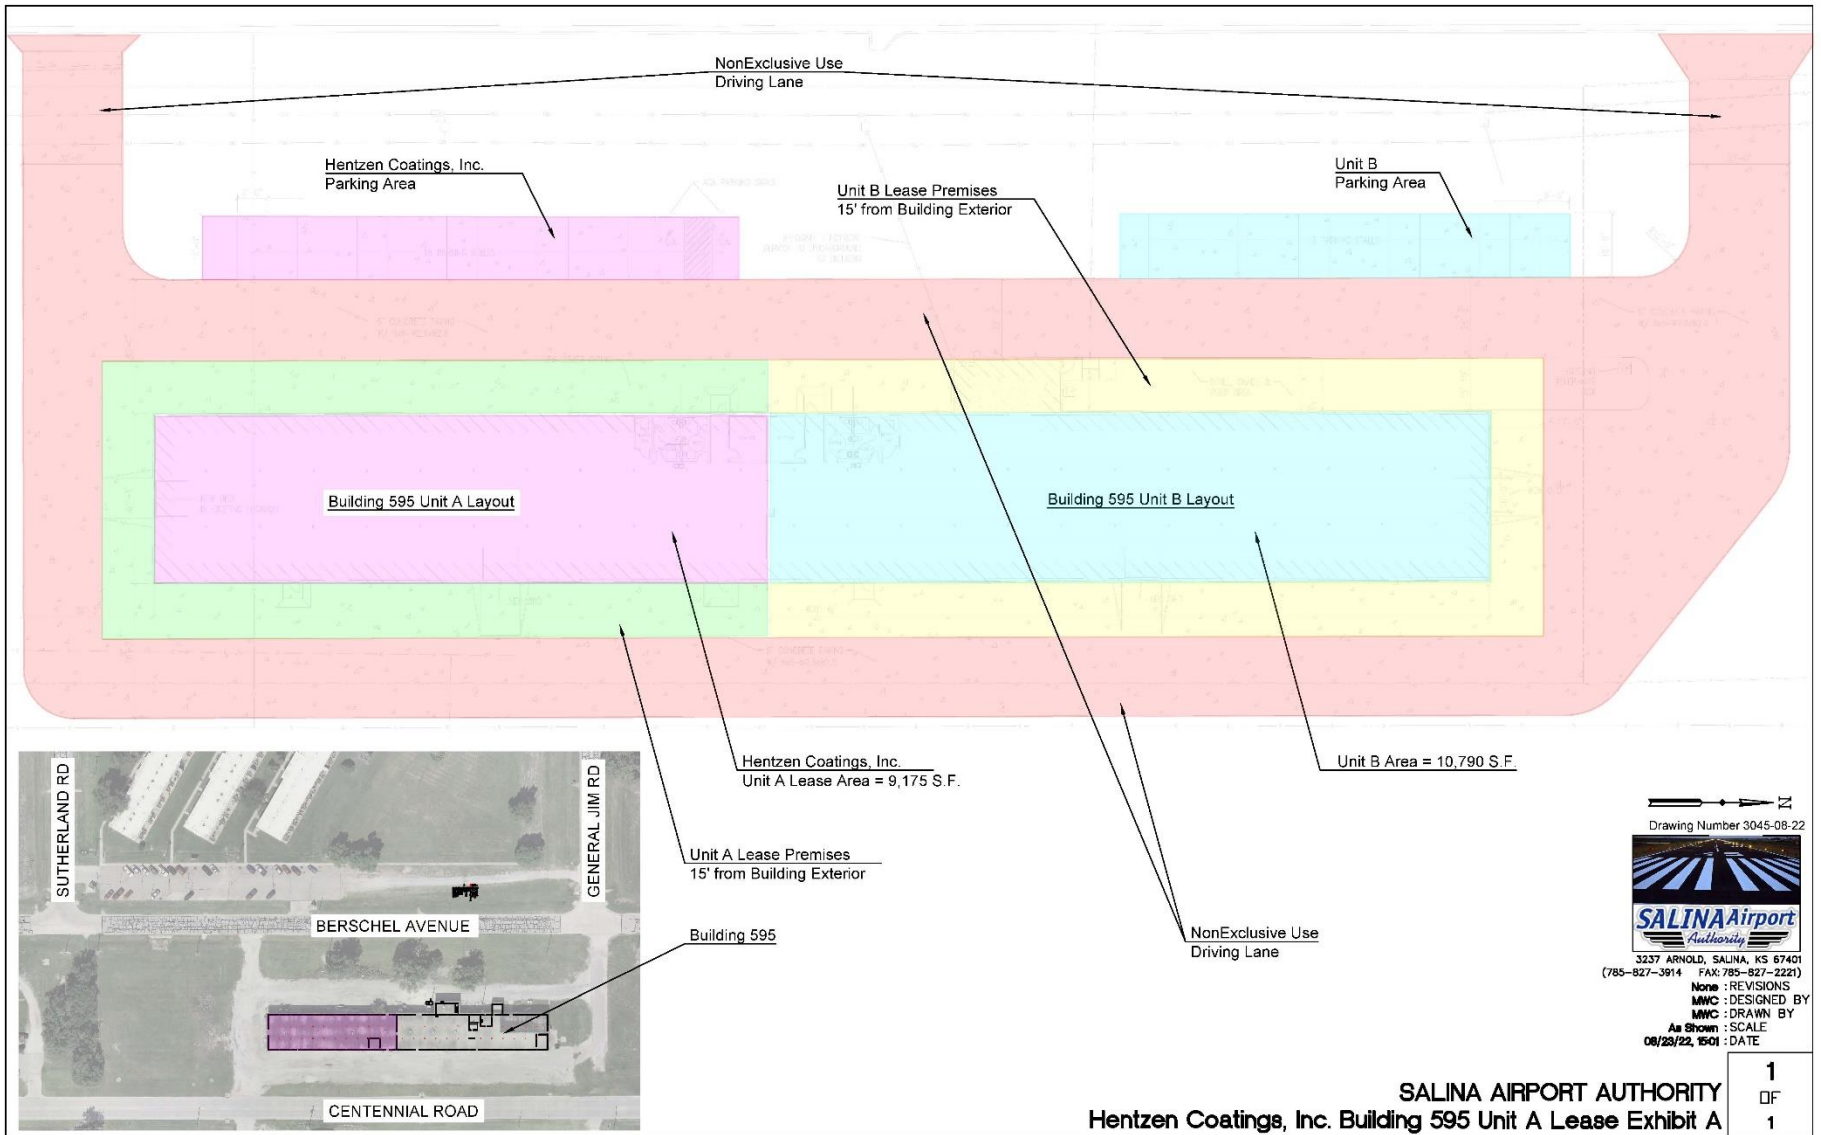 NonExclusive Use
Driving Lane
Hentzen Coatings, Inc.
Parking Area
Unit B Lease Premises
15' from Building Exterior
Unit B
Parking Area
Building 595 Unit A Layout
Building 595 Unit B Layout
Hentzen Coatings, Inc.
Unit A Lease Area = 9,175 S.F.
Unit B Area = 10,790 S.F.
Unit A Lease Premises
15' from Building Exterior
NonExclusive Use
Driving Lane
Building 595
SUTHERLAND RD
GENERAL JIM RD
BERSCHEL AVENUE
CENTENNIAL ROAD
N
Drawing Number 3045-08-22
SALINA Airport
Authority
3237 ARNOLD, SALINA, KS 67401
(785-827-3914 FAX: 785-827-2221)
None : REVISIONS
MWC : DESIGNED BY
MWC : DRAWN BY
As Shown : SCALE
08/23/22, 1501 : DATE
SALINA AIRPORT AUTHORITY
Hentzen Coatings, Inc. Building 595 Unit A Lease Exhibit A
1
OF
1